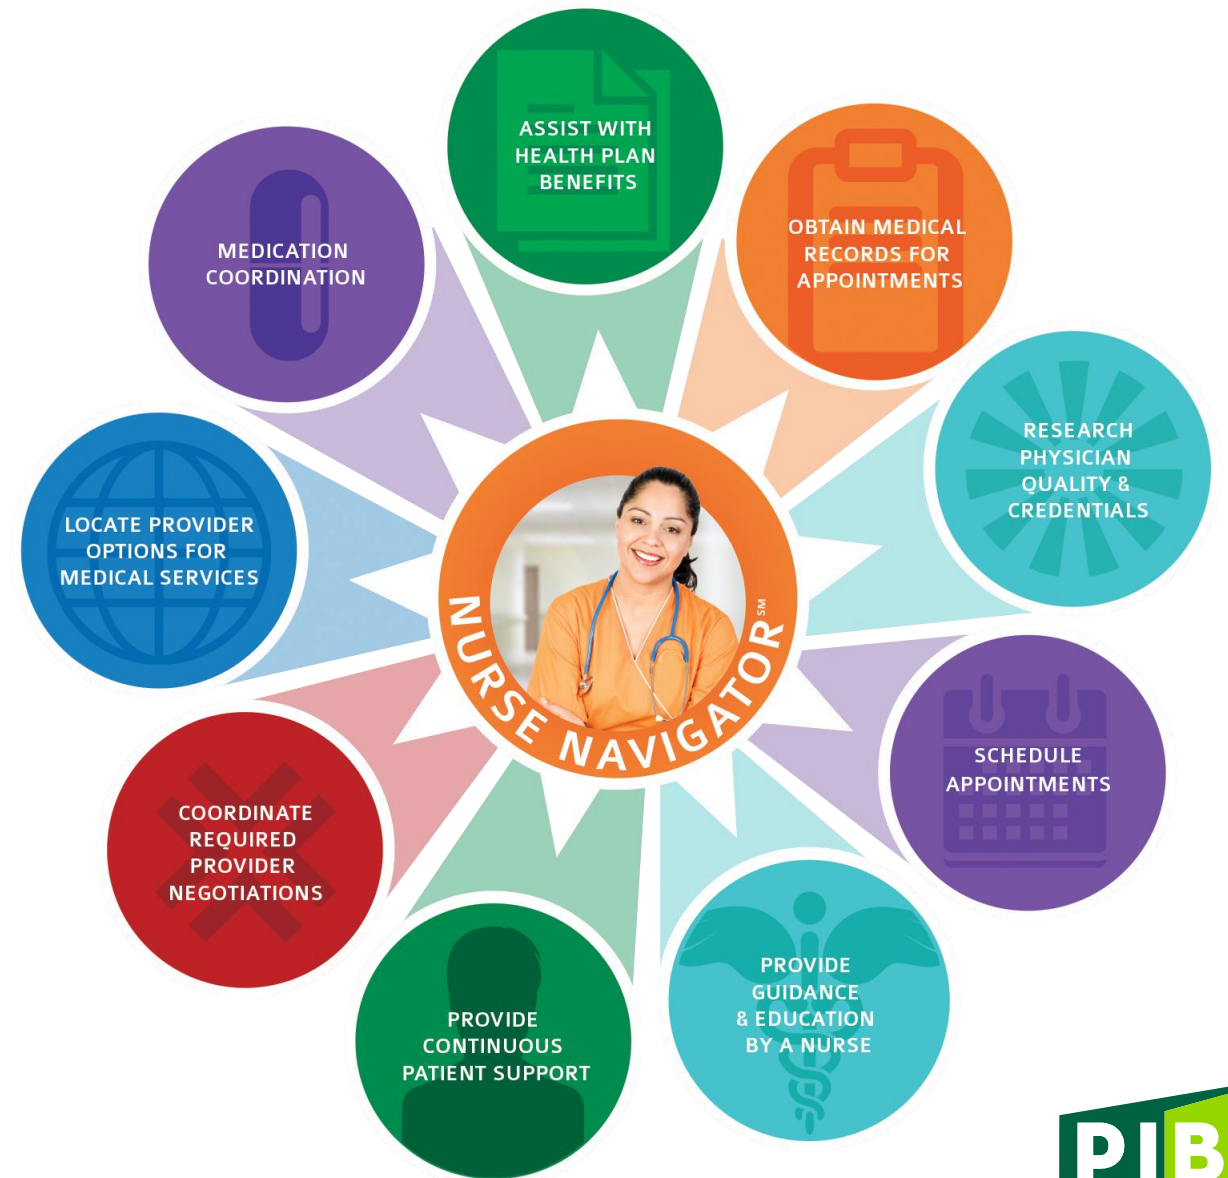 ASSIST WITH
HEALTH PLAN
BENEFITS
OBTAIN MEDICAL
RECORDS FOR
APPOINTMENTS
RESEARCH
PHYSICIAN
QUALITY &
CREDENTIALS
SCHEDULE
APPOINTMENTS
PROVIDE
GUIDANCE
& EDUCATION
BY A NURSE
PROVIDE
CONTINUOUS
PATIENT SUPPORT
COORDINATE
REQUIRED
PROVIDER
NEGOTIATIONS
LOCATE PROVIDER
OPTIONS FOR
MEDICAL SERVICES
MEDICATION
COORDINATION
NURSE NAVIGATOR℠
PIB